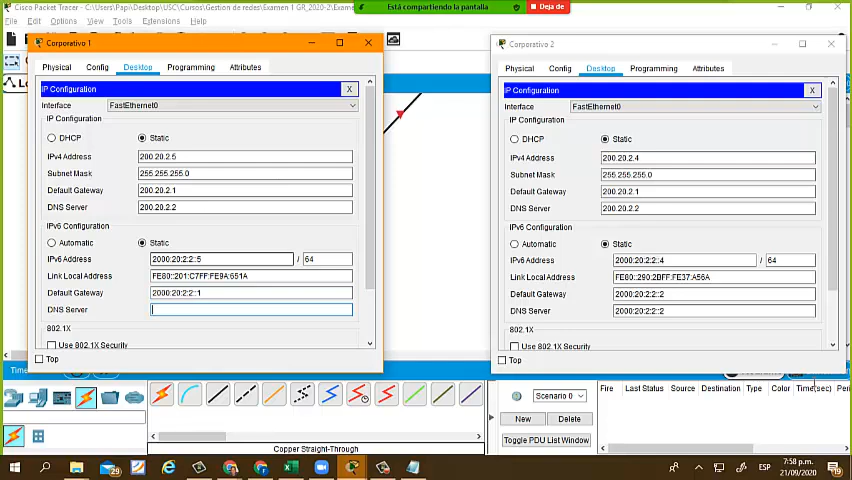 Cisco Packet Tracer - C:\Users\Papi\Desktop\USC\Cursos\Gestion de redes\Examen 1 GR_2020-2\Exame
Está compartiendo la pantalla
Deja de
File
Options
View
Tools
Extensions
Help
Corporativo 1
Physical
Config
Desktop
Programming
Attributes
IP Configuration
X
Interface
FastEthernet0
IP Configuration
DHCP
Static
IPv4 Address
200.20.2.5
Subnet Mask
255.255.255.0
Default Gateway
200.20.2.1
DNS Server
200.20.2.2
IPv6 Configuration
Automatic
Static
IPv6 Address
2000:20:2:2::5
/
64
Link Local Address
FE80::201:C7FF:FE9A:651A
Default Gateway
2000:20:2:2::1
DNS Server
802.1X
Use 802.1X Security
Top
Corporativo 2
Physical
Config
Desktop
Programming
Attributes
IP Configuration
X
Interface
FastEthernet0
IP Configuration
DHCP
Static
IPv4 Address
200.20.2.4
Subnet Mask
255.255.255.0
Default Gateway
200.20.2.1
DNS Server
200.20.2.2
IPv6 Configuration
Automatic
Static
IPv6 Address
2000:20:2:2::4
/
64
Link Local Address
FE80::290:2BFF:FE37:A56A
Default Gateway
2000:20:2:2::2
DNS Server
2000:20:2:2::2
802.1X
Use 802.1X Security
Top
Time
Scenario 0
New
Delete
Toggle PDU List Window
Fire
Last Status
Source
Destination
Type
Color
Time(sec)
Peri
Copper Straight-Through
29
ESP
7:58 p.m.
21/09/2020
19